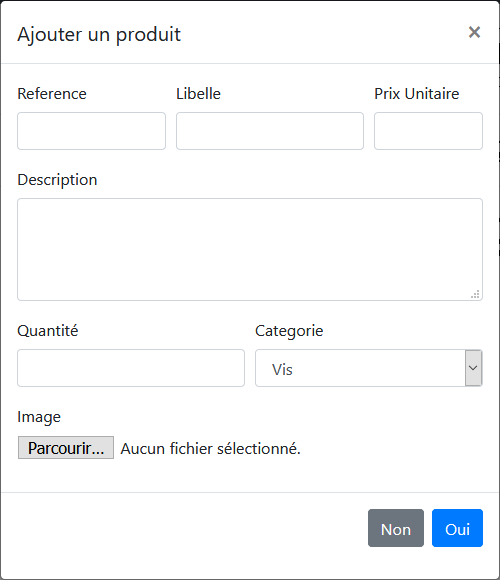 Ajouter un produit ×
Reference Libelle Prix Unitaire
Description
Quantité Categorie
Vis
Image
Parcourir... Aucun fichier sélectionné.
Non Oui